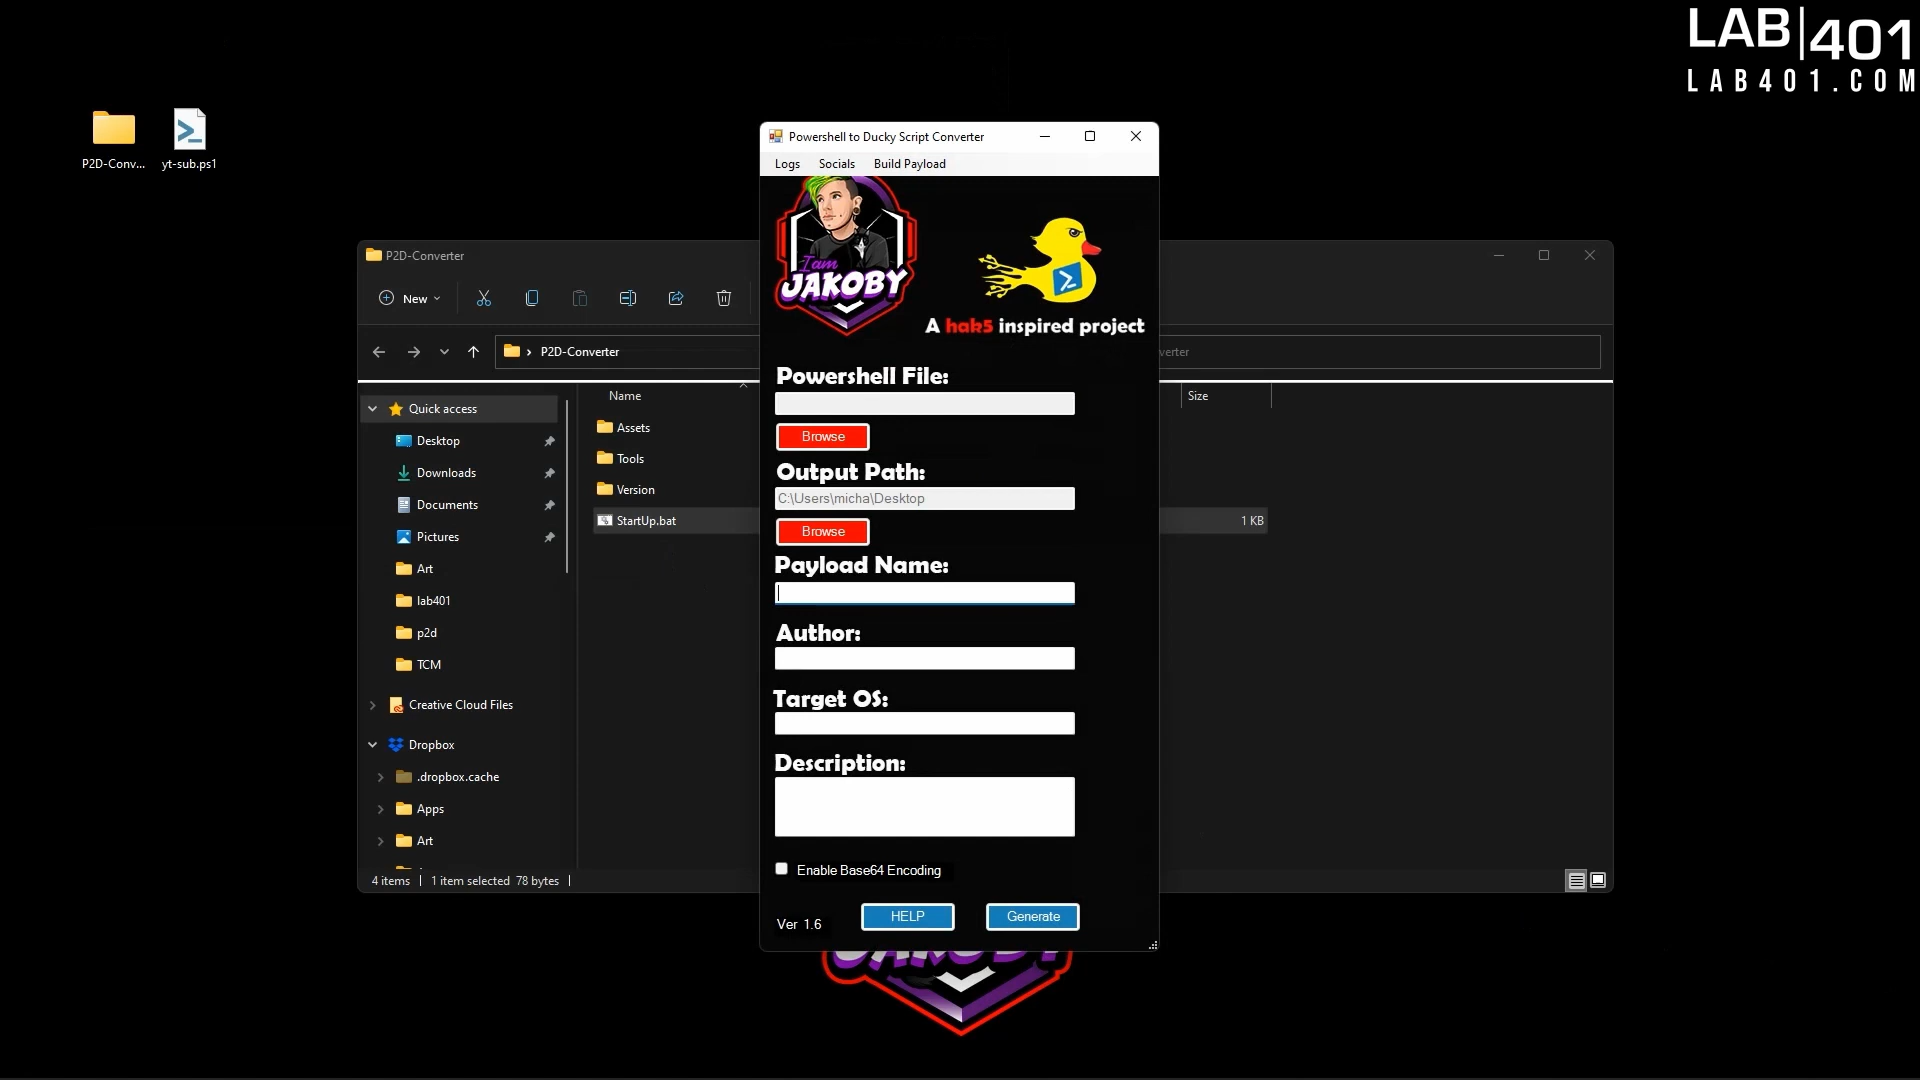 LAB|401
LAB401.COM
P2D-Conv...
yt-sub.ps1
Powershell to Ducky Script Converter
Logs
Socials
Build Payload
I am
JAKOBY
A hak5 inspired project
Powershell File:
Browse
Output Path:
C:\Users\micha\Desktop
Browse
Payload Name:
Author:
Target OS:
Description:
Enable Base64 Encoding
Ver 1.6
HELP
Generate
P2D-Converter
New
P2D-Converter
verter
Name
Size
Quick access
Desktop
Downloads
Documents
Pictures
Art
lab401
p2d
TCM
Creative Cloud Files
Dropbox
.dropbox.cache
Apps
Art
Assets
Tools
Version
StartUp.bat
1 KB
4 items
1 item selected 78 bytes